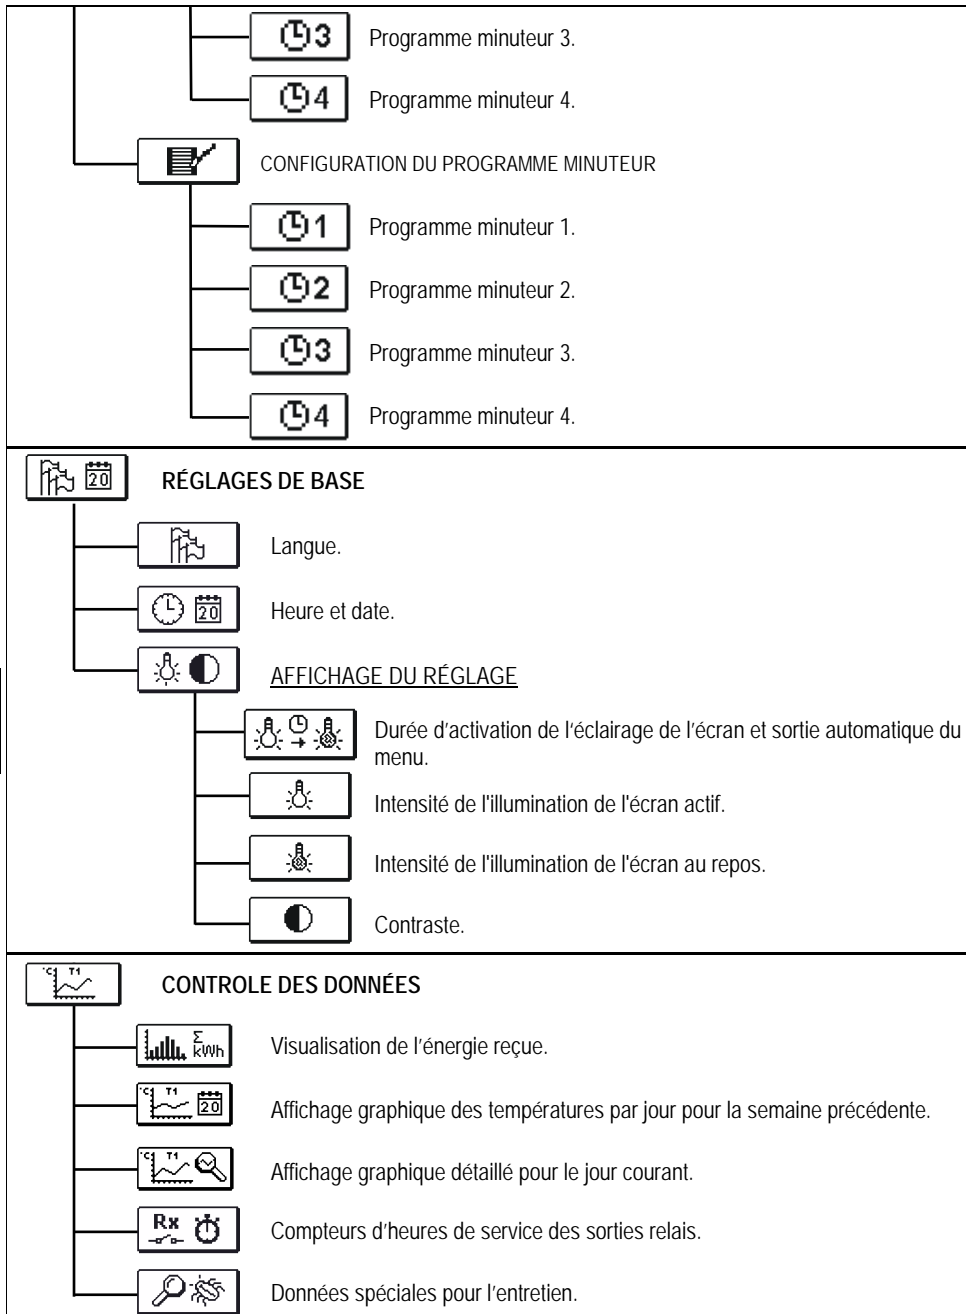 3 Programme minuteur 3.
4 Programme minuteur 4.
CONFIGURATION DU PROGRAMME MINUTEUR
1 Programme minuteur 1.
2 Programme minuteur 2.
3 Programme minuteur 3.
4 Programme minuteur 4.
20 RÉGLAGES DE BASE
Langue.
20 Heure et date.
AFFICHAGE DU RÉGLAGE
Durée d’activation de l’éclairage de l’écran et sortie automatique du
menu.
Intensité de l'illumination de l'écran actif.
Intensité de l'illumination de l'écran au repos.
Contraste.
°C T1 CONTROLE DES DONNÉES
Σ kWh Visualisation de l’énergie reçue.
°C T1 20 Affichage graphique des températures par jour pour la semaine précédente.
°C T1 Affichage graphique détaillé pour le jour courant.
Rx Compteurs d’heures de service des sorties relais.
Données spéciales pour l’entretien.